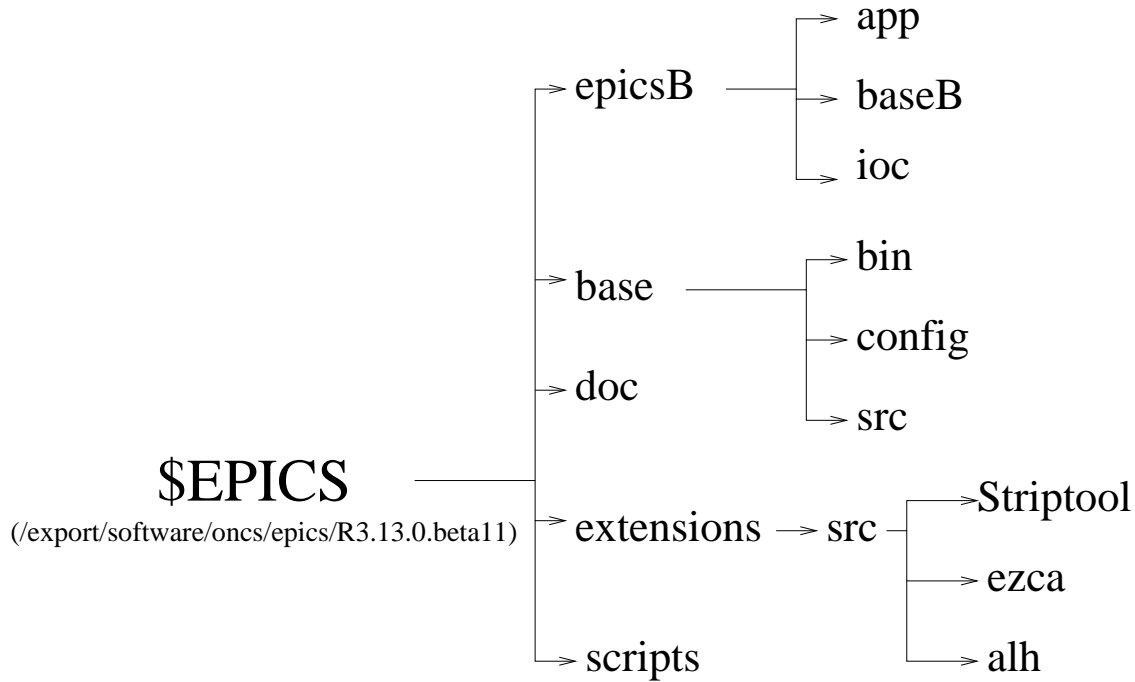 app
epicsB
baseB
ioc
bin
base
config
doc
src
$EPICS
(/export/software/oncs/epics/R3.13.0.beta11)
extensions
src
Striptool
ezca
scripts
alh